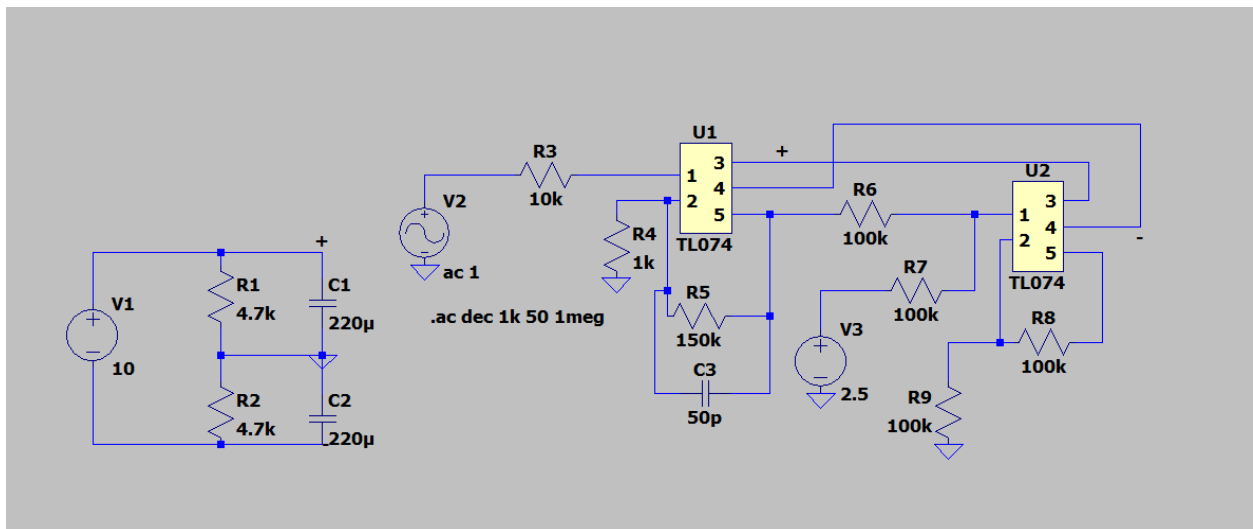 U1
+
R3
1
2
3
4
5
U2
V2
10k
R6
1
2
3
4
5
R4
TL074
100k
-
+
1k
R7
TL074
R1
C1
ac 1
R5
100k
R8
V1
4.7k
220µ
.ac dec 1k 50 1meg
150k
V3
100k
10
C3
R2
C2
2.5
R9
4.7k
50p
100k
-
220µ